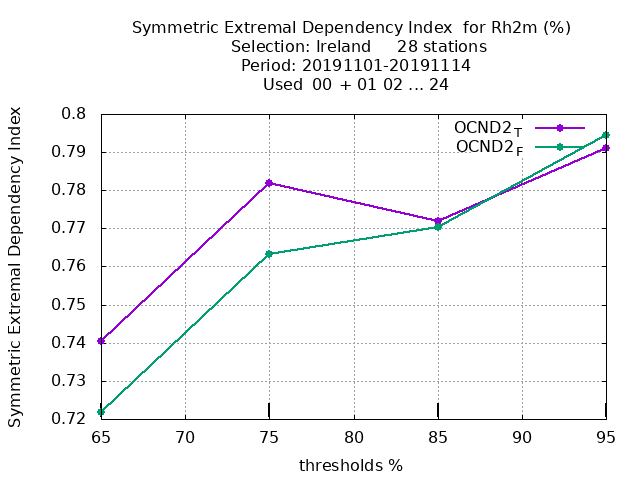 Symmetric Extremal Dependency Index for Rh2m (%)
Selection: Ireland 28 stations
Period: 20191101-20191114
Used 00 + 01 02 ... 24
Symmetric Extremal Dependency Index
0.8
0.79
0.78
0.77
0.76
0.75
0.74
0.73
0.72
OCND2T
OCND2F
65 70 75 80 85 90 95
thresholds %